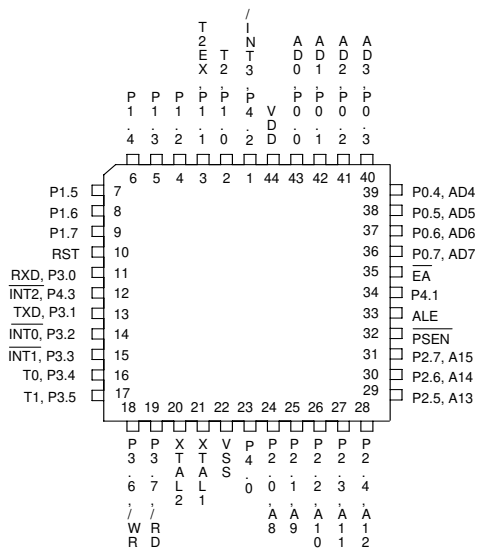 P1.4
P1.3
P1.2
T2EX, P1.1
T2, P1.0
/INT3, P4.2
VDD
AD0, P0.0
AD1, P0.1
AD2, P0.2
AD3, P0.3
6 5 4 3 2 1 44 43 42 41 40
P1.5 7
P1.6 8
P1.7 9
RST 10
RXD, P3.0 11
INT2, P4.3 12
TXD, P3.1 13
INT0, P3.2 14
INT1, P3.3 15
T0, P3.4 16
T1, P3.5 17
39 P0.4, AD4
38 P0.5, AD5
37 P0.6, AD6
36 P0.7, AD7
35 EA
34 P4.1
33 ALE
32 PSEN
31 P2.7, A15
30 P2.6, A14
29 P2.5, A13
18 19 20 21 22 23 24 25 26 27 28
P3.6, /WR
P3.7, /RD
XTAL2
XTAL1
VSS
P4.0
P2.0, A8
P2.1, A9
P2.2, A10
P2.3, A11
P2.4, A12